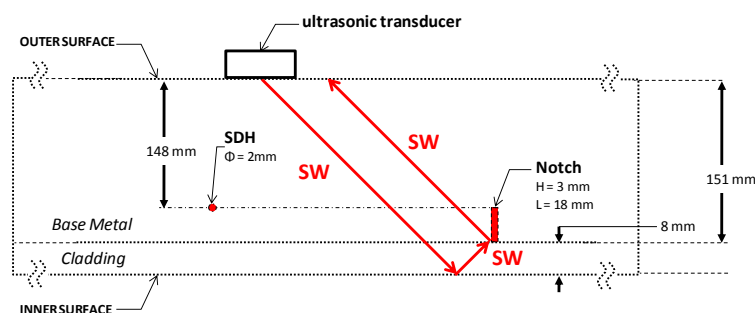 ultrasonic transducer
OUTER SURFACE
SW
SDH
Φ = 2mm
148 mm
SW
Notch
H = 3 mm
L = 18 mm
151 mm
Base Metal
8 mm
Cladding
SW
INNER SURFACE